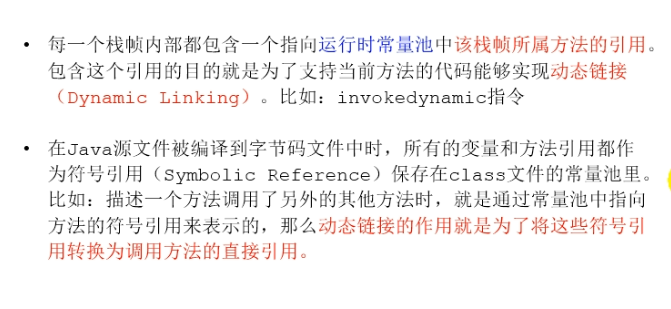 • 每一个栈帧内部都包含一个指向运行时常量池中该栈帧所属方法的引用。
包含这个引用的目的就是为了支持当前方法的代码能够实现动态链接
（Dynamic Linking）。比如：invokedynamic指令
• 在Java源文件被编译到字节码文件中时，所有的变量和方法引用都作
为符号引用（Symbolic Reference）保存在class文件的常量池里。
比如：描述一个方法调用了另外的其他方法时，就是通过常量池中指向
方法的符号引用来表示的，那么动态链接的作用就是为了将这些符号引
用转换为调用方法的直接引用。